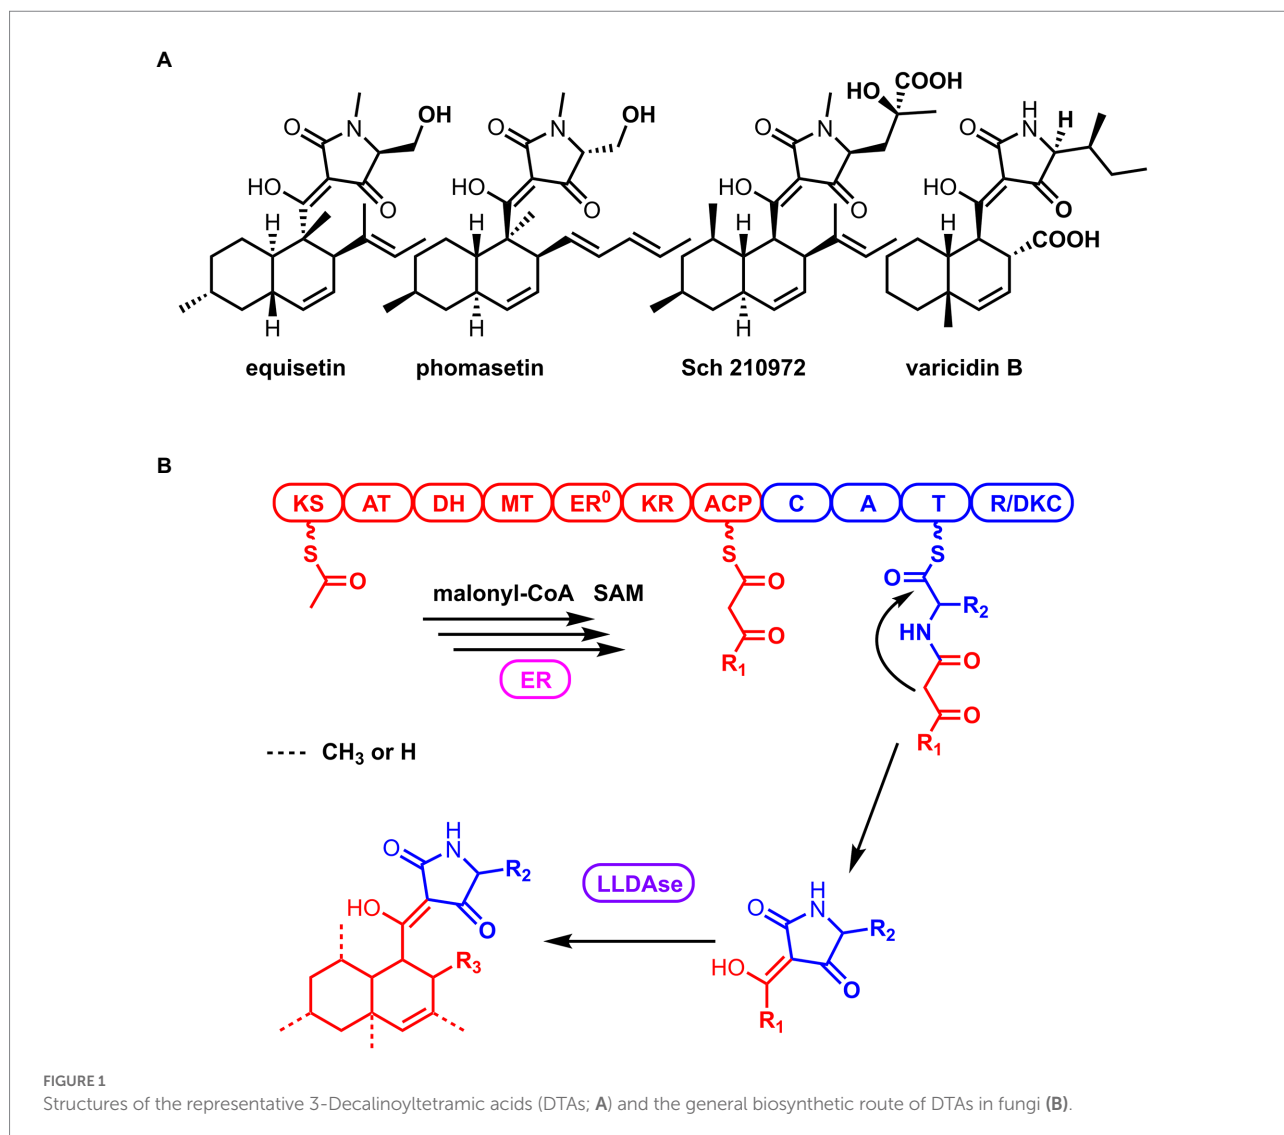 A
N
OH
O
HO
O
H
H
equisetin
N
OH
O
HO
O
H
H
phomasetin
N
HO
COOH
O
HO
O
H
H
Sch 210972
H
N
H
O
HO
O
H
COOH
varicidin B
B
KS AT DH MT ER⁰ KR ACP C A T R/DKC
S
O
malonyl-CoA SAM
ER
S
O
O
R₁
S
O
R₂
HN
O
O
R₁
---- CH₃ or H
H
N
O
R₂
HO
O
R₃
LLDAse
H
N
O
R₂
HO
O
R₁
FIGURE 1
Structures of the representative 3-Decalinoyltetramic acids (DTAs; A) and the general biosynthetic route of DTAs in fungi (B).